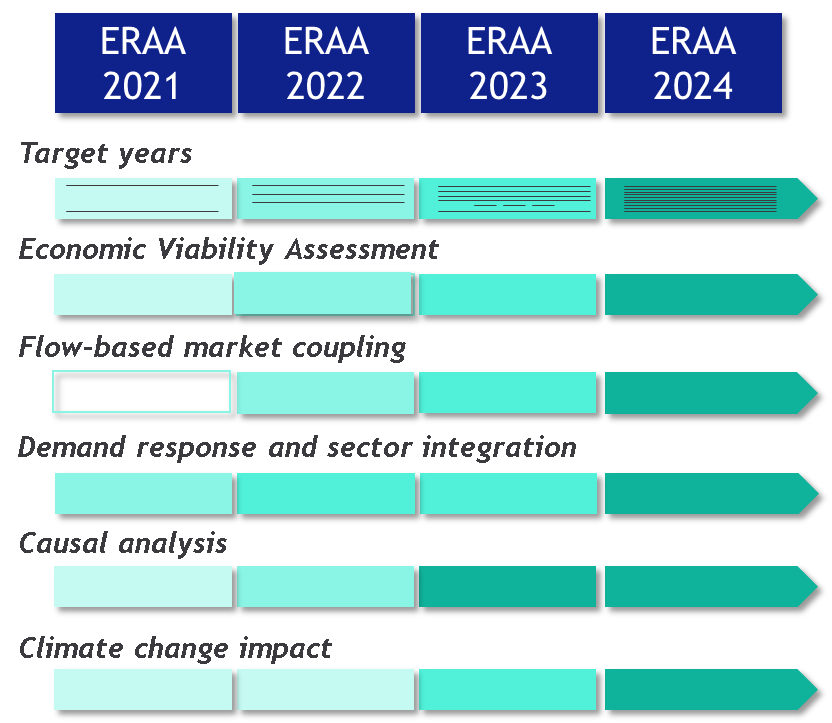 ERAA ERAA ERAA ERAA
2021 2022 2023 2024
Target years
Economic Viability Assessment
Flow-based market coupling
Demand response and sector integration
Causal analysis
Climate change impact